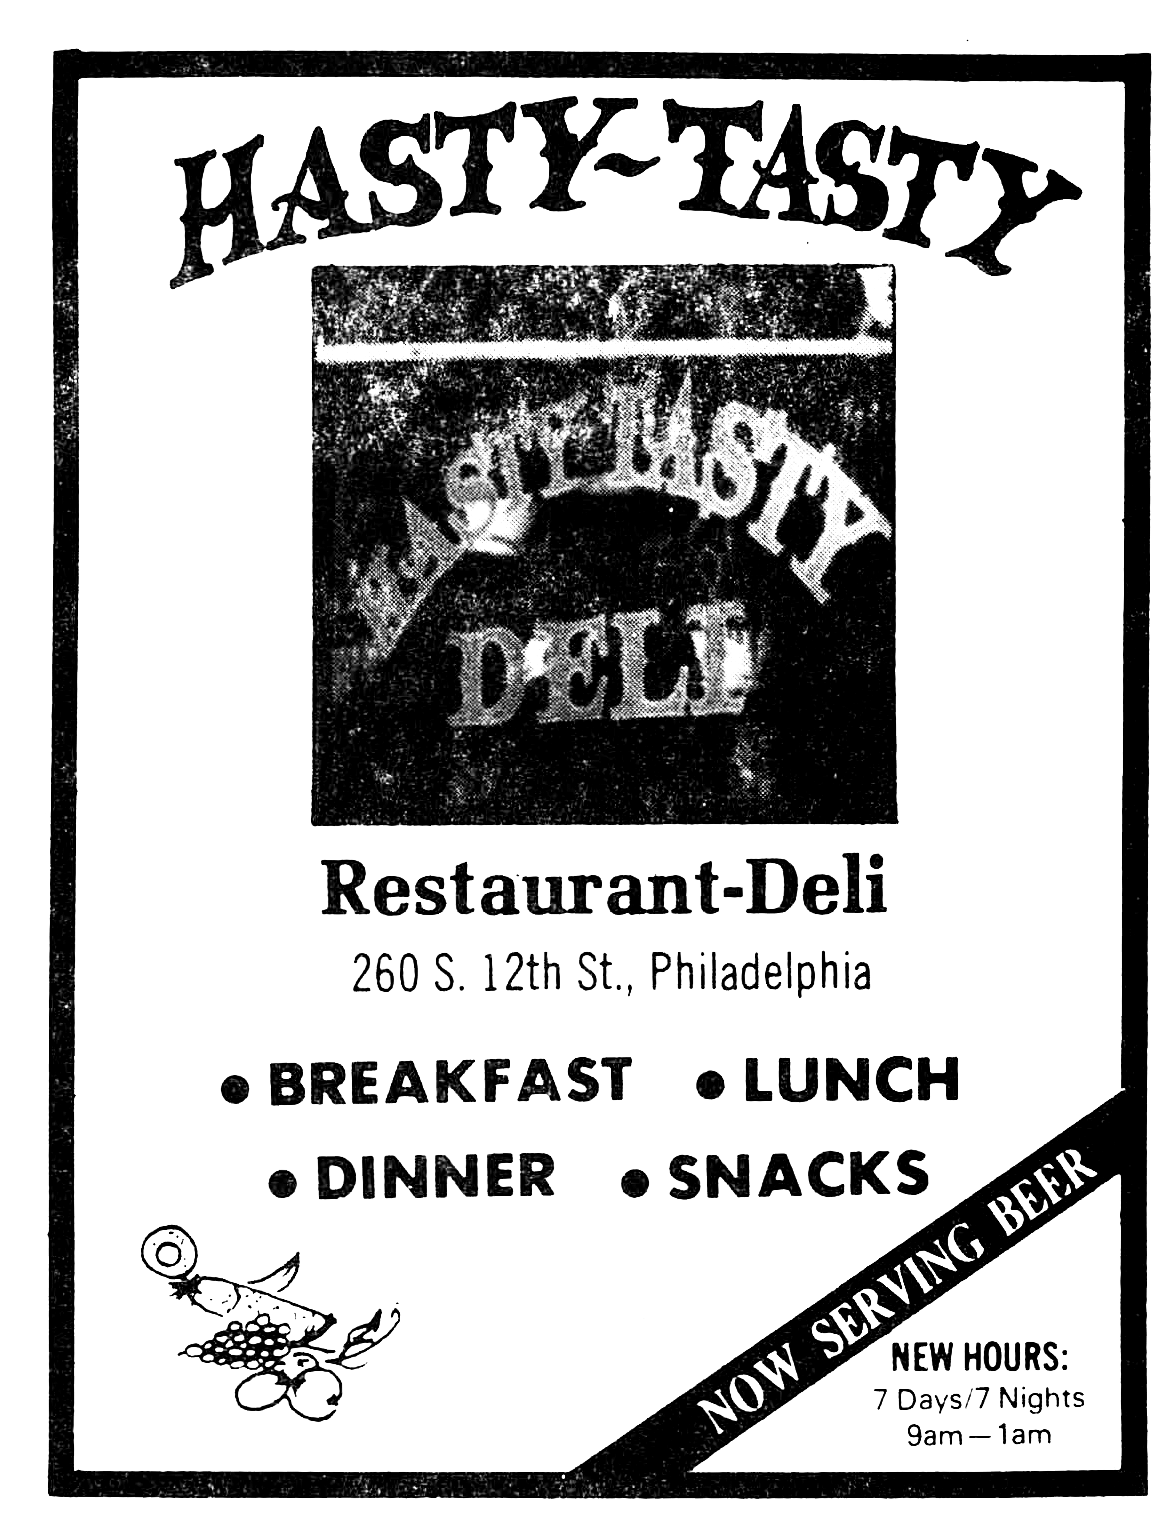 HASTY-TASTY
HASTY-TASTY
DELI
Restaurant-Deli
260 S. 12th St., Philadelphia
• BREAKFAST • LUNCH
• DINNER • SNACKS
NOW SERVING BEER
NEW HOURS:
7 Days/7 Nights
9am—1am